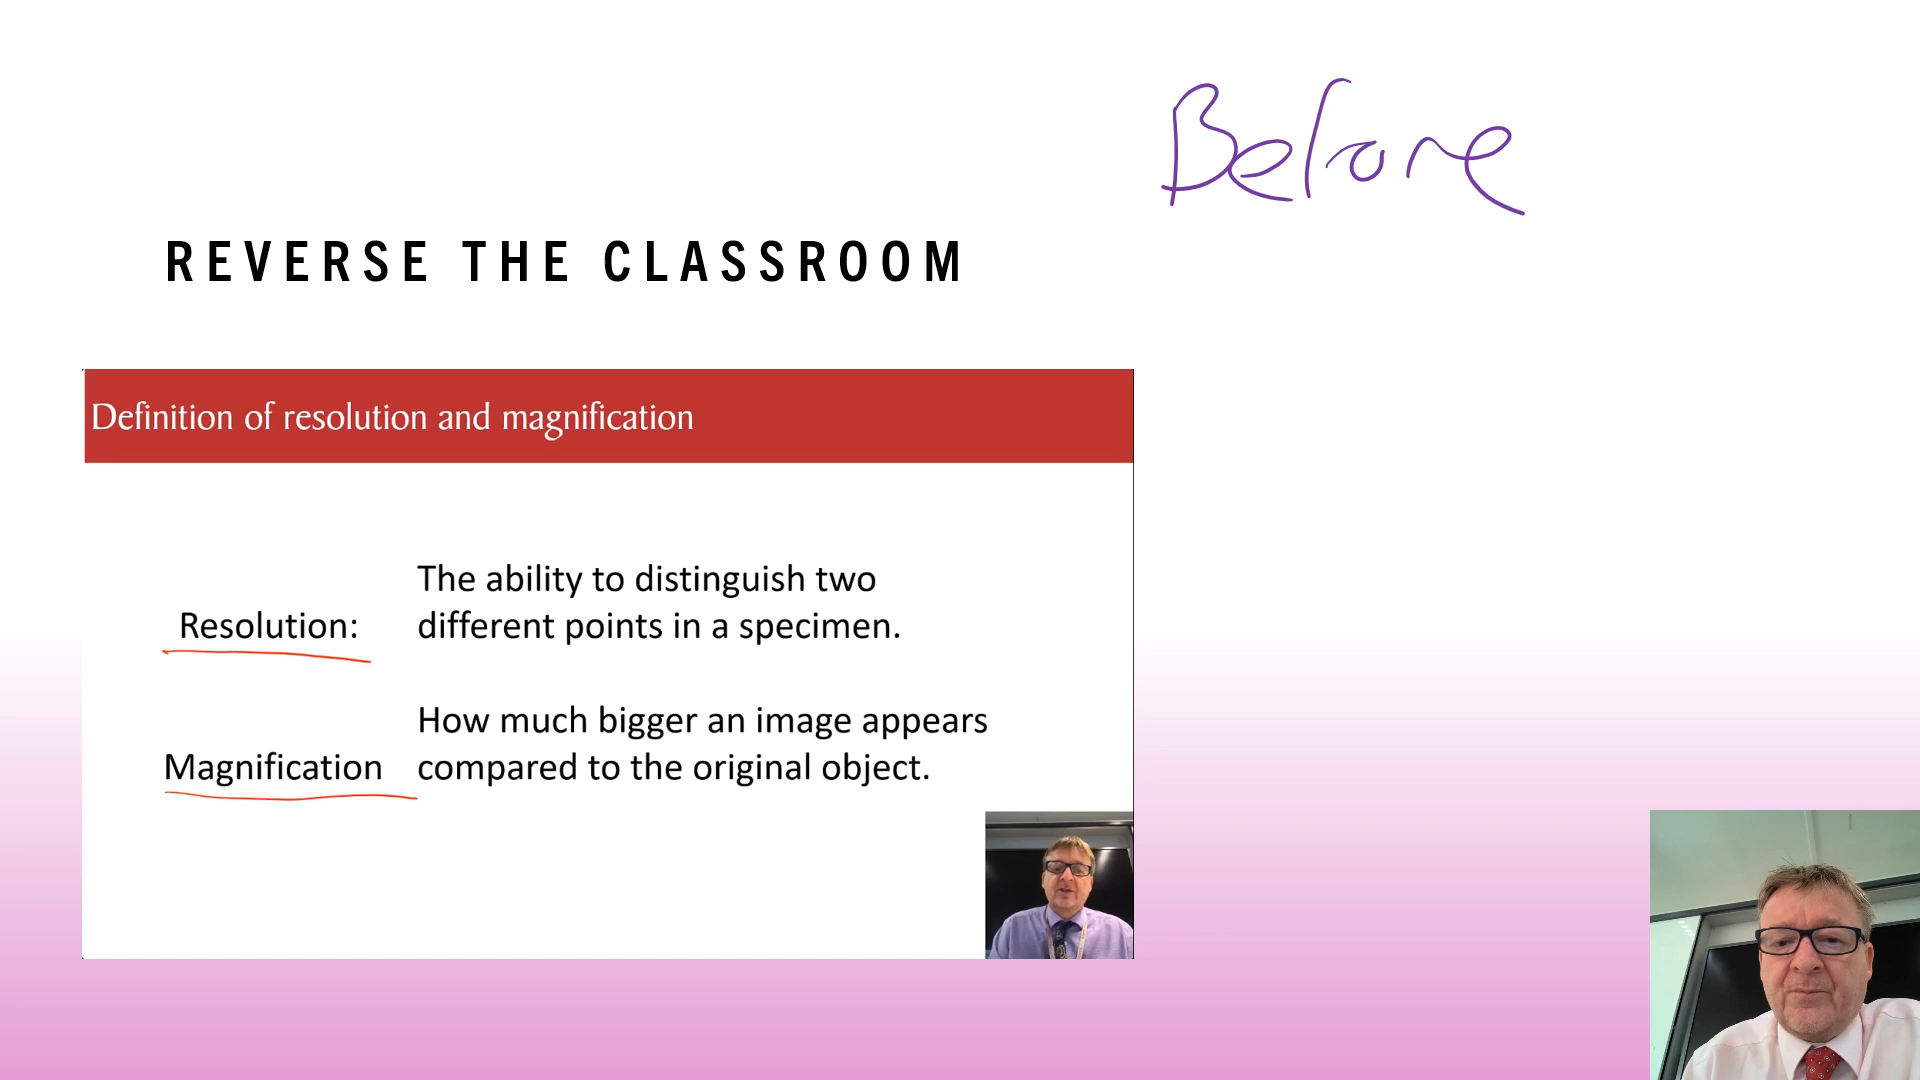 Before
REVERSE THE CLASSROOM
Definition of resolution and magnification
The ability to distinguish two
Resolution: different points in a specimen.
How much bigger an image appears
Magnification compared to the original object.